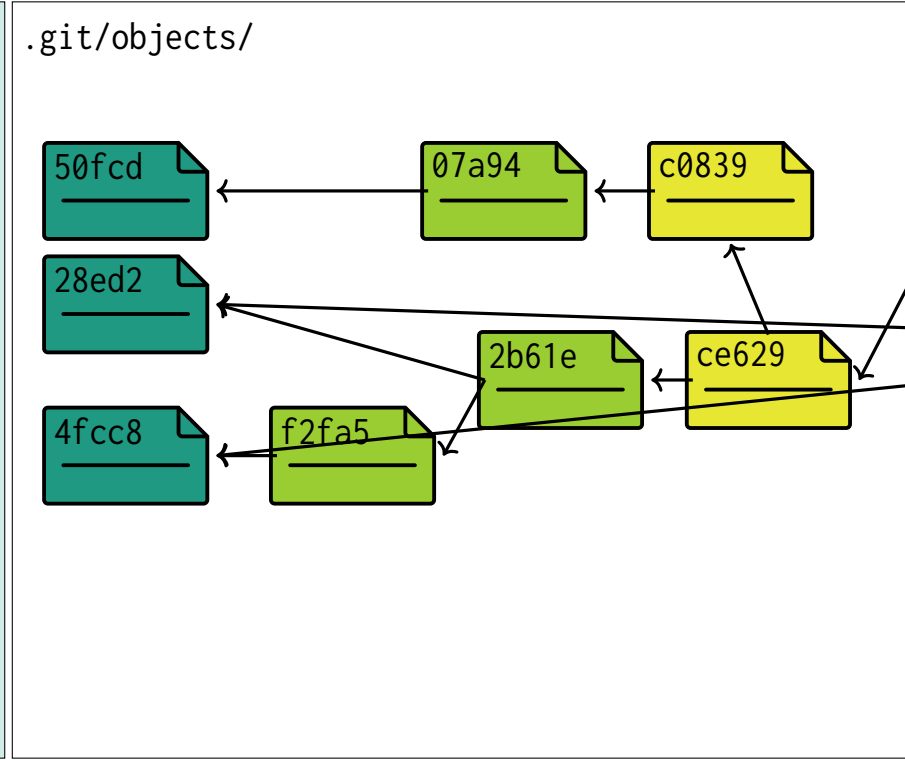 .git/objects/
50fcd
07a94
c0839
28ed2
2b61e
ce629
4fcc8
f2fa5